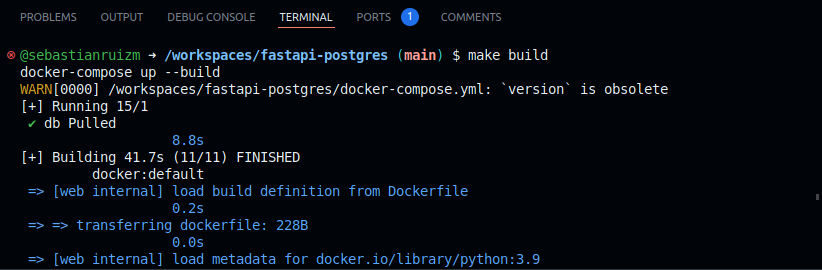 PROBLEMS OUTPUT DEBUG CONSOLE TERMINAL PORTS 1 COMMENTS
@sebastianruizm ➜ /workspaces/fastapi-postgres (main) $ make build
docker-compose up --build
WARN[0000] /workspaces/fastapi-postgres/docker-compose.yml: `version` is obsolete
[+] Running 15/1
✔ db Pulled
8.8s
[+] Building 41.7s (11/11) FINISHED
docker:default
=> [web internal] load build definition from Dockerfile
0.2s
=> => transferring dockerfile: 228B
0.0s
=> [web internal] load metadata for docker.io/library/python:3.9